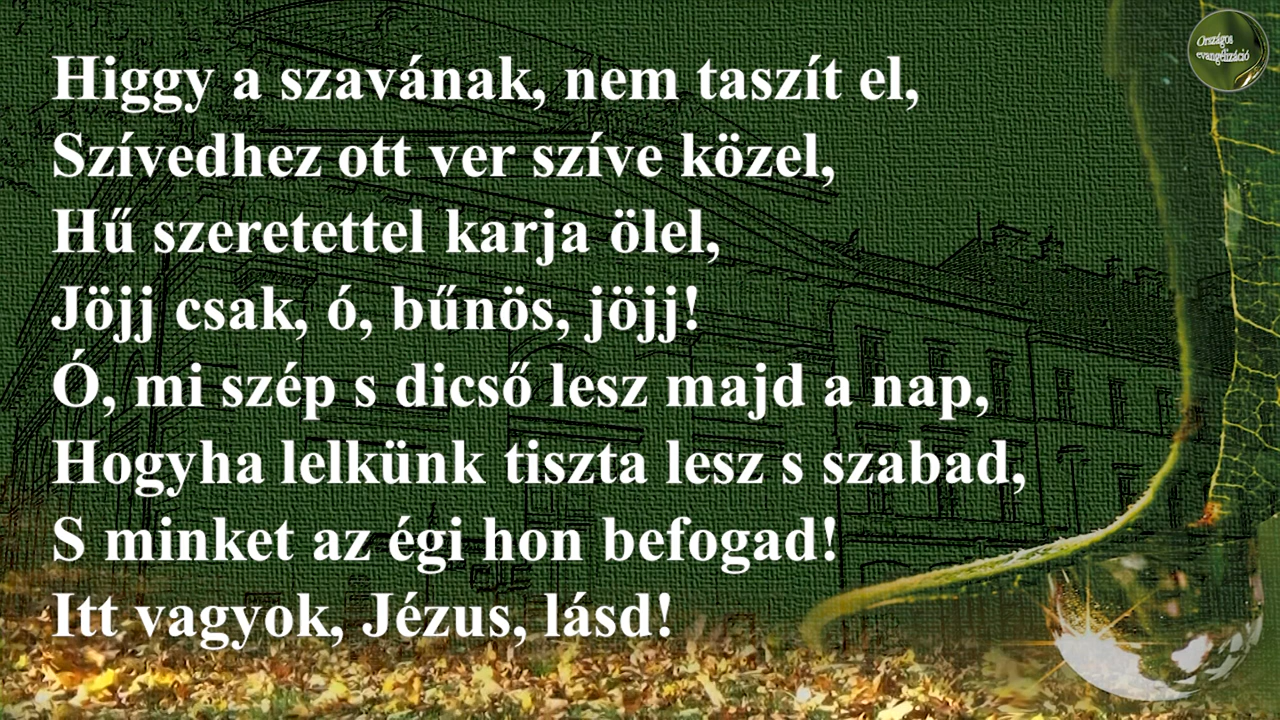 Országos
evangélizáció
Higgy a szavának, nem taszít el,
Szívedhez ott ver szíve közel,
Hű szeretettel karja ölel,
Jöjj csak, ó, bűnös, jöjj!
Ó, mi szép s dicső lesz majd a nap,
Hogyha lelkünk tiszta lesz s szabad,
S minket az égi hon befogad!
Itt vagyok, Jézus, lásd!